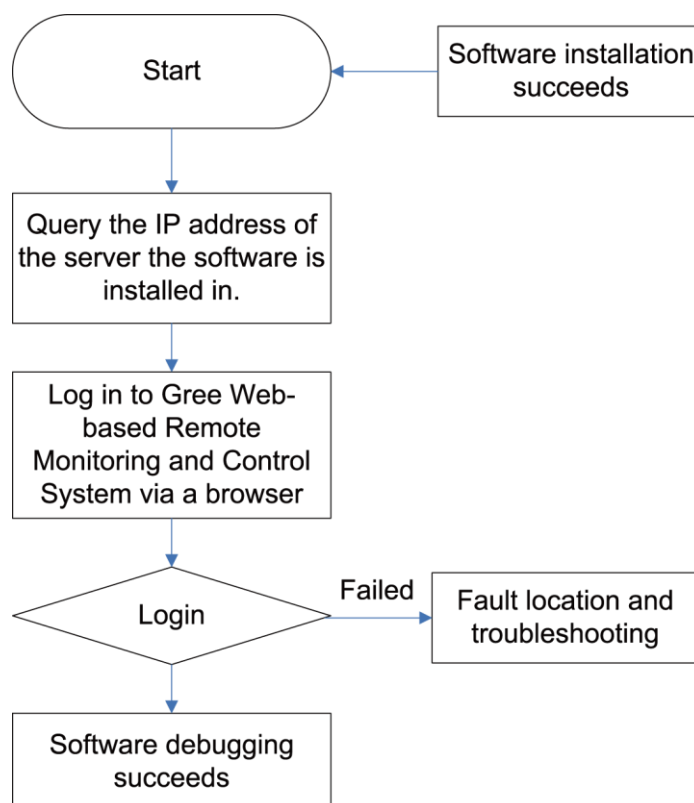 Start
Software installation
succeeds
Query the IP address of
the server the software is
installed in.
Log in to Gree Web-
based Remote
Monitoring and Control
System via a browser
Login
Failed
Fault location and
troubleshooting
Software debugging
succeeds